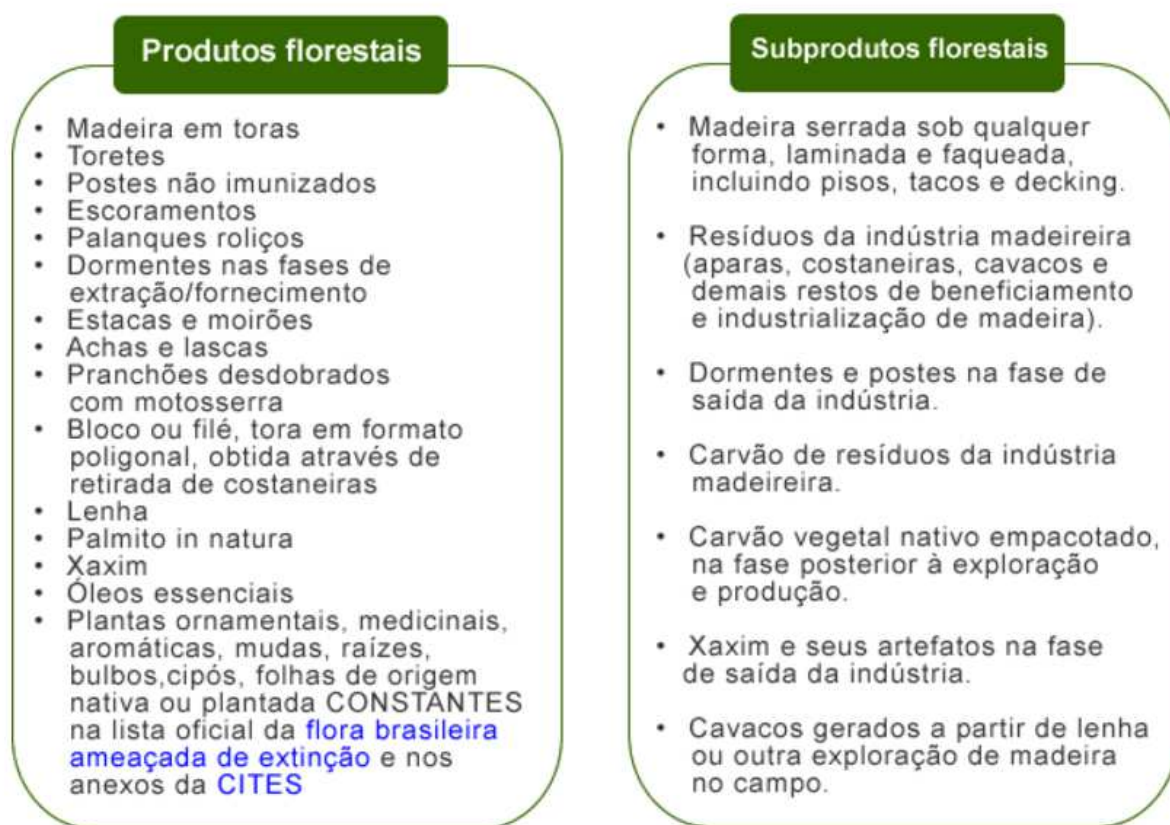 Produtos florestais
• Madeira em toras
• Toretes
• Postes não imunizados
• Escoramentos
• Palanques roliços
• Dormentes nas fases de
extração/fornecimento
• Estacas e moirões
• Achas e lascas
• Pranchões desdobrados
com motosserra
• Bloco ou filé, tora em formato
poligonal, obtida através de
retirada de costaneiras
• Lenha
• Palmito in natura
• Xaxim
• Óleos essenciais
• Plantas ornamentais, medicinais,
aromáticas, mudas, raízes,
bulbos,cipós, folhas de origem
nativa ou plantada CONSTANTES
na lista oficial da flora brasileira
ameaçada de extinção e nos
anexos da CITES
Subprodutos florestais
• Madeira serrada sob qualquer
forma, laminada e faqueada,
incluindo pisos, tacos e decking.
• Resíduos da indústria madeireira
(aparas, costaneiras, cavacos e
demais restos de beneficiamento
e industrialização de madeira).
• Dormentes e postes na fase de
saída da indústria.
• Carvão de resíduos da indústria
madeireira.
• Carvão vegetal nativo empacotado,
na fase posterior à exploração
e produção.
• Xaxim e seus artefatos na fase
de saída da indústria.
• Cavacos gerados a partir de lenha
ou outra exploração de madeira
no campo.